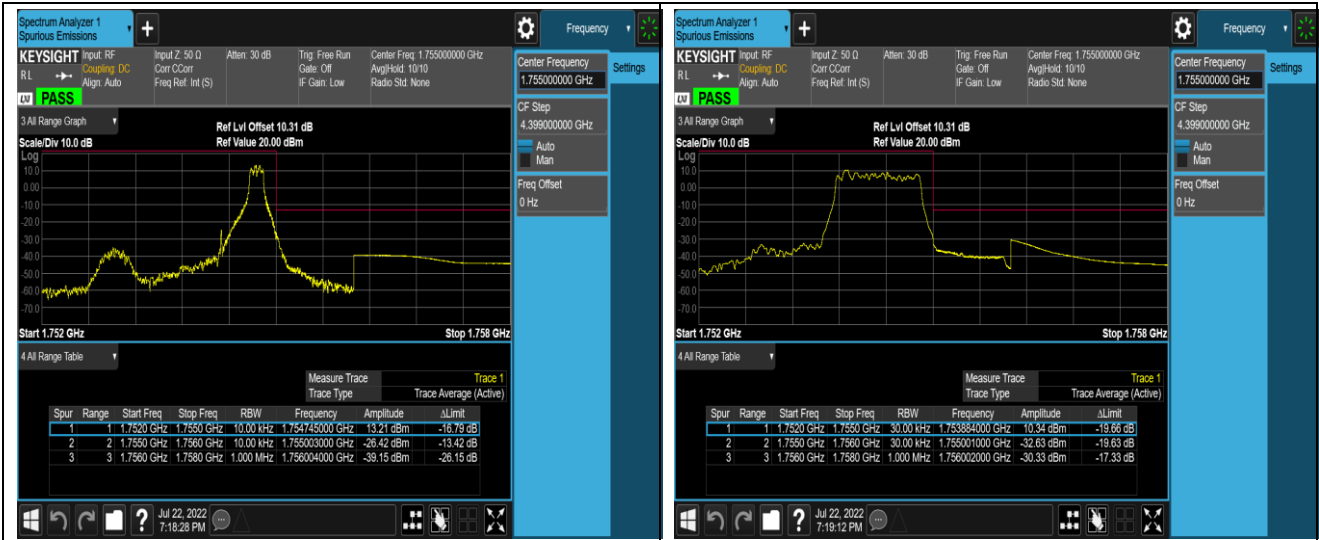 Spectrum Analyzer 1
Spurious Emissions
Frequency
KEYSIGHT Input: RF Input Z: 50 Ω Atten: 30 dB Trig: Free Run Center Freq: 1.755000000 GHz
Coupling: DC Corr CCorr Gate: Off Avg|Hold: 10/10
RL Align: Auto Freq Ref: Int (S) IF Gain: Low Radio Std: None
LXI PASS
Center Frequency
1.755000000 GHz
Settings
CF Step
4.399000000 GHz
Auto
Man
Freq Offset
0 Hz
3 All Range Graph
Ref Lvl Offset 10.31 dB
Scale/Div 10.0 dB Ref Value 20.00 dBm
Log
10.0
0.00
-10.0
-20.0
-30.0
-40.0
-50.0
-60.0
-70.0
Start 1.752 GHz Stop 1.758 GHz
4 All Range Table
Measure Trace Trace 1
Trace Type Trace Average (Active)
Spur Range Start Freq Stop Freq RBW Frequency Amplitude ΔLimit
1 1 1.7520 GHz 1.7550 GHz 10.00 kHz 1.754745000 GHz 13.21 dBm -16.79 dB
2 2 1.7550 GHz 1.7560 GHz 10.00 kHz 1.755003000 GHz -26.42 dBm -13.42 dB
3 3 1.7560 GHz 1.7580 GHz 1.000 MHz 1.756004000 GHz -39.15 dBm -26.15 dB
?
Jul 22, 2022
7:18:28 PM
Spectrum Analyzer 1
Spurious Emissions
Frequency
KEYSIGHT Input: RF Input Z: 50 Ω Atten: 30 dB Trig: Free Run Center Freq: 1.755000000 GHz
Coupling: DC Corr CCorr Gate: Off Avg|Hold: 10/10
RL Align: Auto Freq Ref: Int (S) IF Gain: Low Radio Std: None
LXI PASS
Center Frequency
1.755000000 GHz
Settings
CF Step
4.399000000 GHz
Auto
Man
Freq Offset
0 Hz
3 All Range Graph
Ref Lvl Offset 10.31 dB
Scale/Div 10.0 dB Ref Value 20.00 dBm
Log
10.0
0.00
-10.0
-20.0
-30.0
-40.0
-50.0
-60.0
-70.0
Start 1.752 GHz Stop 1.758 GHz
4 All Range Table
Measure Trace Trace 1
Trace Type Trace Average (Active)
Spur Range Start Freq Stop Freq RBW Frequency Amplitude ΔLimit
1 1 1.7520 GHz 1.7550 GHz 30.00 kHz 1.753884000 GHz 10.34 dBm -19.66 dB
2 2 1.7550 GHz 1.7560 GHz 30.00 kHz 1.755001000 GHz -32.63 dBm -19.63 dB
3 3 1.7560 GHz 1.7580 GHz 1.000 MHz 1.756002000 GHz -30.33 dBm -17.33 dB
?
Jul 22, 2022
7:19:12 PM